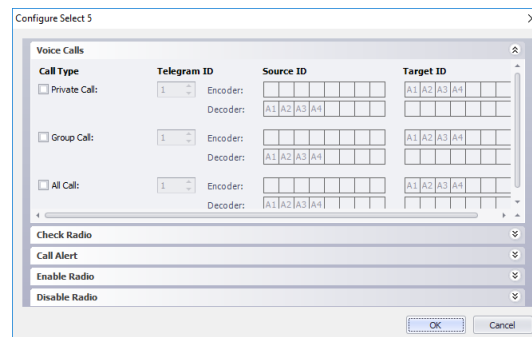 Configure Select 5
Voice Calls
Call Type Telegram ID Source ID Target ID
Private Call: 1 Encoder: A1 A2 A3 A4
Decoder: A1 A2 A3 A4
Group Call: 1 Encoder: A1 A2 A3 A4
Decoder: A1 A2 A3 A4
All Call: 1 Encoder: A1 A2 A3 A4
Decoder: A1 A2 A3 A4
Check Radio
Call Alert
Enable Radio
Disable Radio
OK Cancel